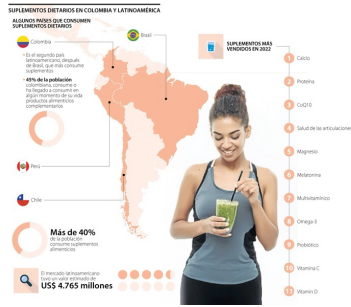 SUPLEMENTOS DIETARIOS EN COLOMBIA Y LATINOAMÉRICA
ALGUNOS PAÍSES QUE CONSUMEN
SUPLEMENTOS DIETARIOS
Colombia
Brasil
• Es el segundo país
latinoamericano, después
de Brasil, que más consume
suplementos
• 45% de la población
colombiana, consume o
ha llegado a consumir en
algún momento de su vida
productos alimenticios
complementarios
Perú
Chile
Más de 40%
de la población
consume suplementos
alimenticios
El mercado latinoamericano
tuvo un valor estimado de
US$ 4.765 millones
SUPLEMENTOS MÁS
VENDIDOS EN 2022
1 Calcio
2 Proteína
3 CoQ10
4 Salud de las articulaciones
5 Magnesio
6 Melatonina
7 Multivitamínico
8 Omega-3
9 Probiótico
10 Vitamina C
11 Vitamin D